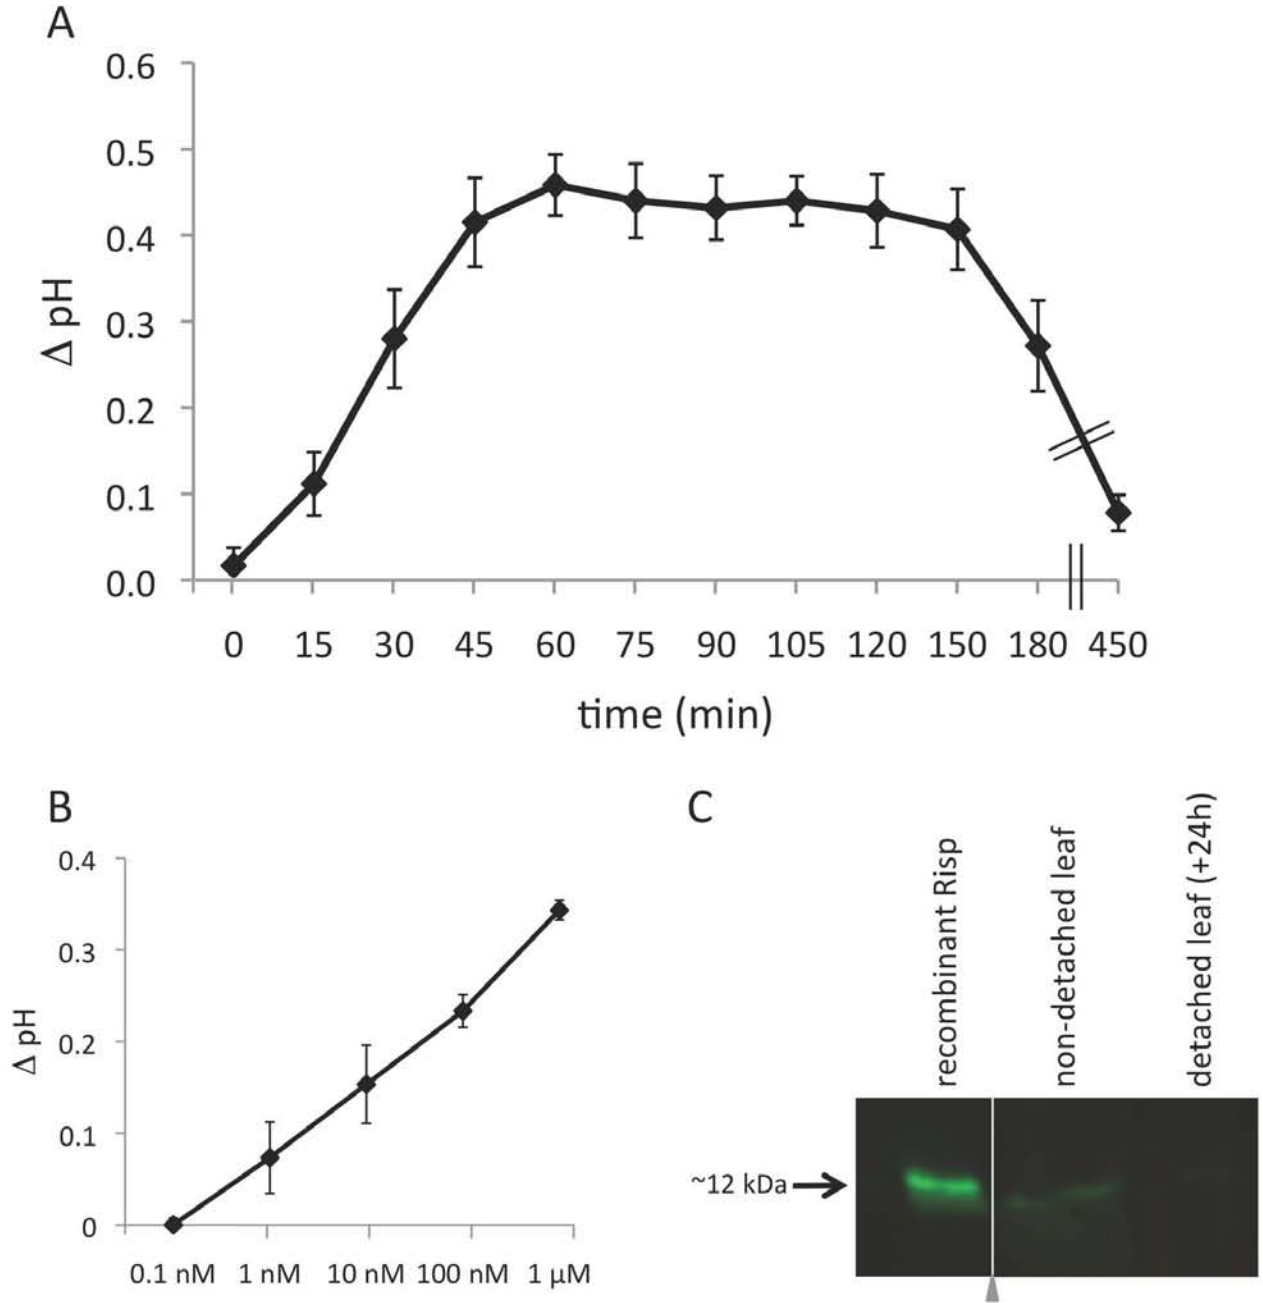 A
0.6
0.5
0.4
0.3
0.2
0.1
0.0
Δ pH
0 15 30 45 60 75 90 105 120 150 180 450
time (min)
B
0.4
0.3
0.2
0.1
0
Δ pH
0.1 nM 1 nM 10 nM 100 nM 1 µM
C
recombinant Risp
non-detached leaf
detached leaf (+24h)
~12 kDa